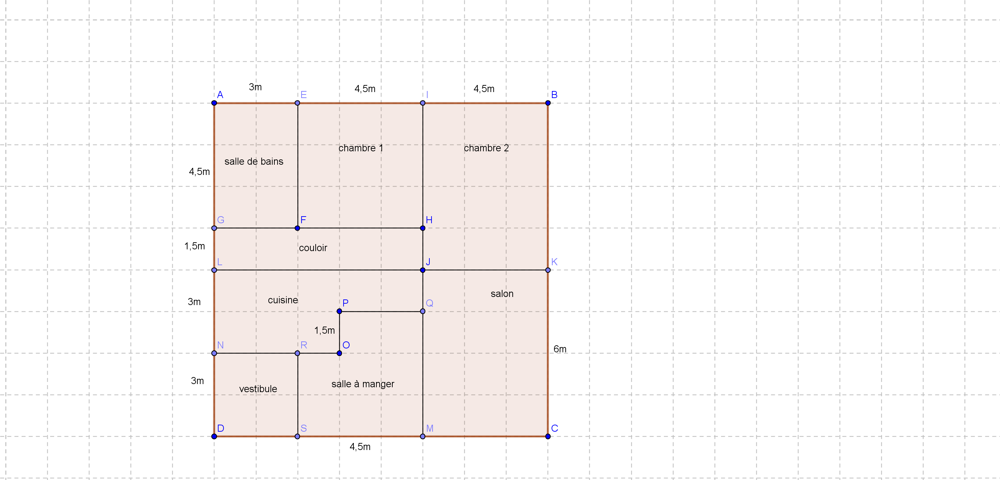 3m
4,5m
4,5m
A
E
I
B
chambre 1
chambre 2
salle de bains
4,5m
G
F
H
1,5m
couloir
L
J
K
salon
cuisine
3m
P
Q
1,5m
N
R
O
6m
3m
salle à manger
vestibule
D
S
M
C
4,5m